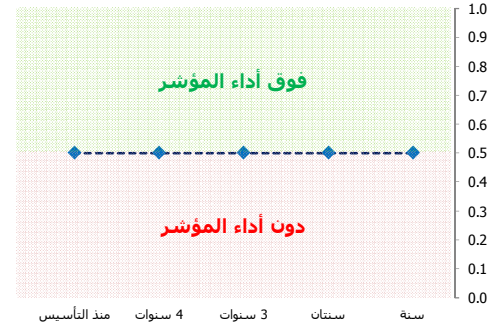 1.0
0.9
0.8
0.7
0.6
0.5
0.4
0.3
0.2
0.1
0.0
فوق أداء المؤشر
دون أداء المؤشر
سنة
سنتان
3 سنوات
4 سنوات
منذ التأسيس